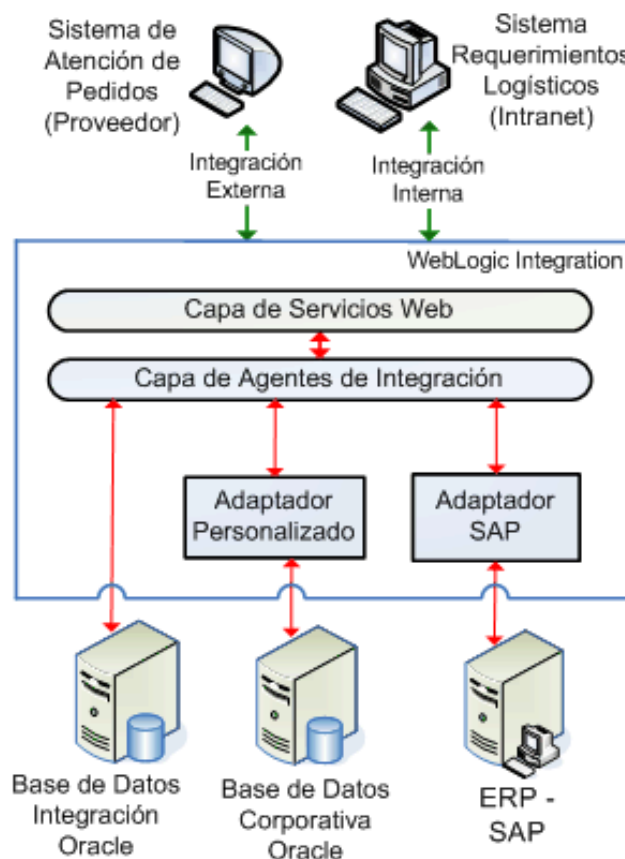 Sistema de
Atención de
Pedidos
(Proveedor)
Sistema
Requerimientos
Logísticos
(Intranet)
Integración
Externa
Integración
Interna
WebLogic Integration
Capa de Servicios Web
Capa de Agentes de Integración
Adaptador
Personalizado
Adaptador
SAP
Base de Datos
Integración
Oracle
Base de Datos
Corporativa
Oracle
ERP -
SAP